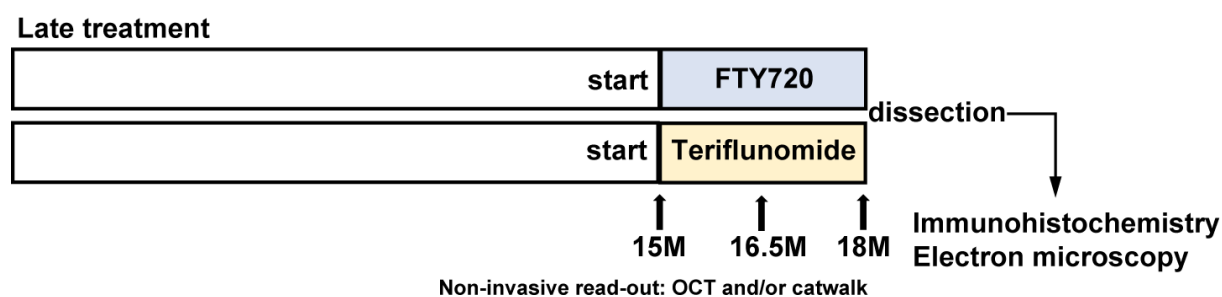 Late treatment
start FTY720
dissection
start Teriflunomide
15M 16.5M 18M
Immunohistochemistry
Electron microscopy
Non-invasive read-out: OCT and/or catwalk